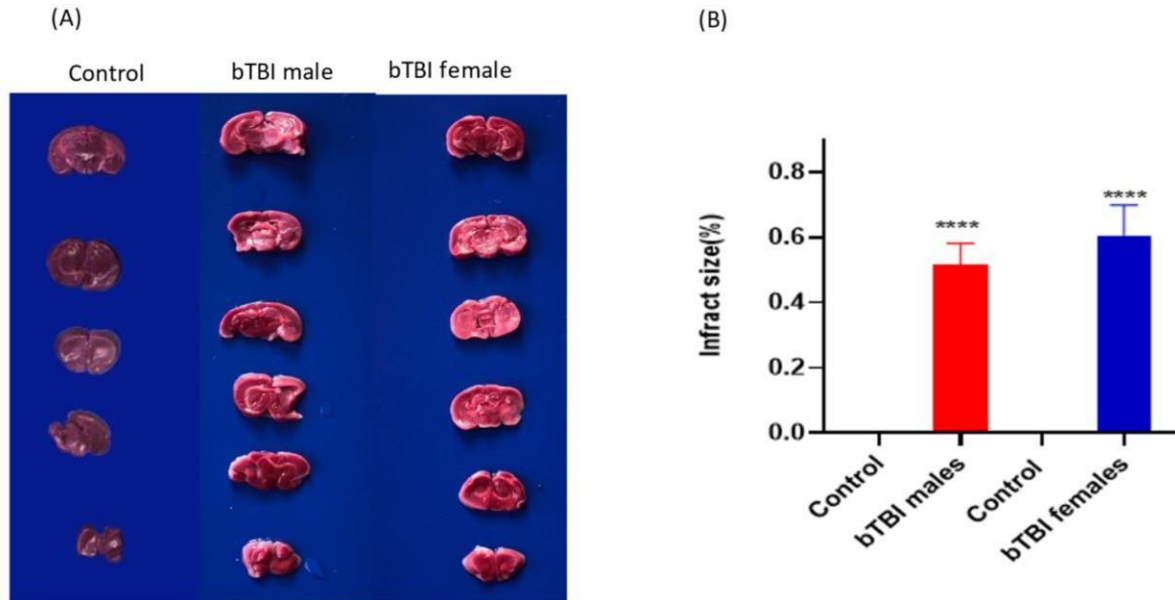 (A)
Control
bTBI male
bTBI female
(B)
Infract size(%)
0.8
0.6
0.4
0.2
0.0
****
****
Control
bTBI males
Control
bTBI females